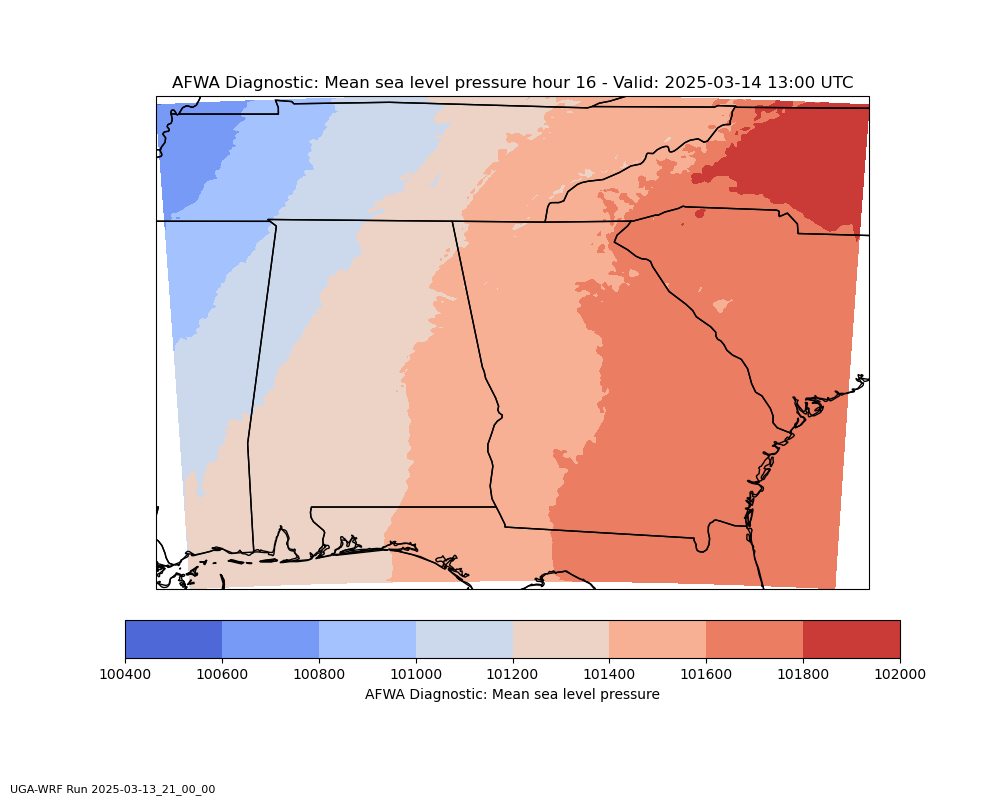 AFWA Diagnostic: Mean sea level pressure hour 16 - Valid: 2025-03-14 13:00 UTC
100400 100600 100800 101000 101200 101400 101600 101800 102000
AFWA Diagnostic: Mean sea level pressure
UGA-WRF Run 2025-03-13_21_00_00